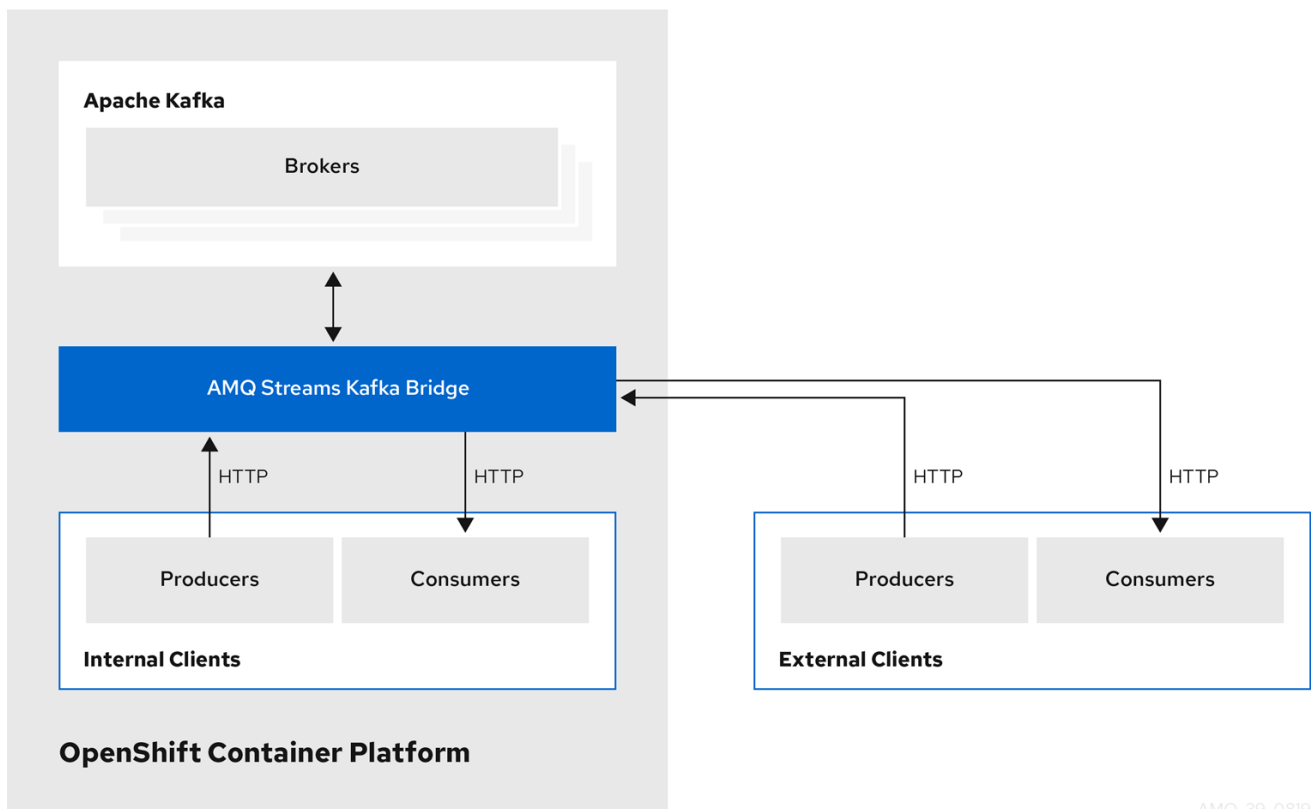 Apache Kafka
Brokers
AMQ Streams Kafka Bridge
HTTP
HTTP
HTTP
HTTP
Producers
Consumers
Producers
Consumers
Internal Clients
External Clients
OpenShift Container Platform